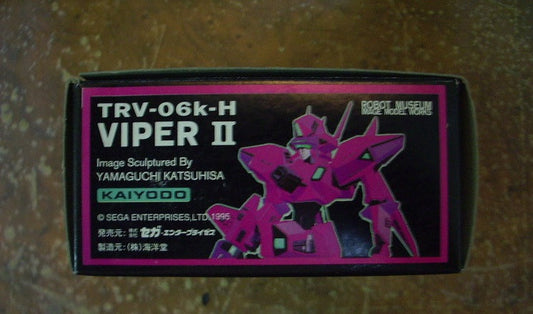 TRV-06k-H
VIPER II
ROBOT MUSEUM
IMAGE MODEL WORKS
Image Sculptured By
YAMAGUCHI KATSUHISA
KAIYODO
© SEGA ENTERPRISES,LTD.1995
発売元: 株式会社 セガ・エンタープライゼス
製造元: (株)海洋堂